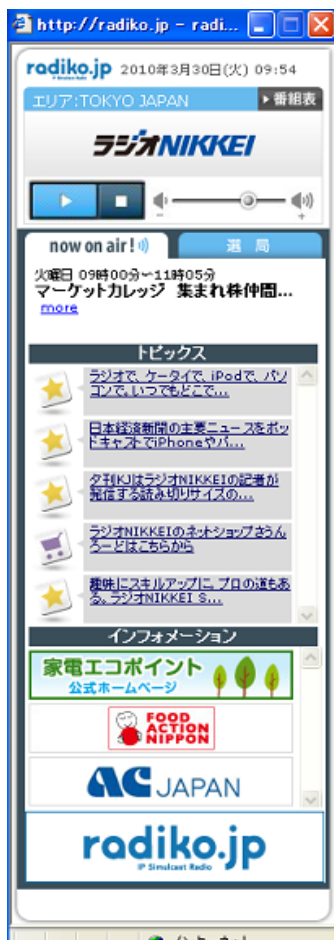 http://radiko.jp - radi...
radiko.jp 2010年3月30日(火) 09:54
エリア:TOKYO JAPAN
番組表
ラジオNIKKEI
now on air!
選局
火曜日 09時00分~11時05分
マーケットカレッジ 集まれ株仲間...
more
トピックス
ラジオで、ケータイで、iPodで、パソ
コンで。いつでもどこで...
日本経済新聞の主要ニュースをポッ
ドキャストでiPhoneやパ...
夕刊KJはラジオNIKKEIの記者が
発信する読み切りサイズの...
ラジオNIKKEIのネットショップさうん
ろーどはこちらから
趣味にスキルアップに。プロの道もあ
る。ラジオNIKKEI S...
インフォメーション
家電エコポイント
公式ホームページ
FOOD
ACTION
NIPPON
AC JAPAN
radiko.jp
IP Simulcast Radio